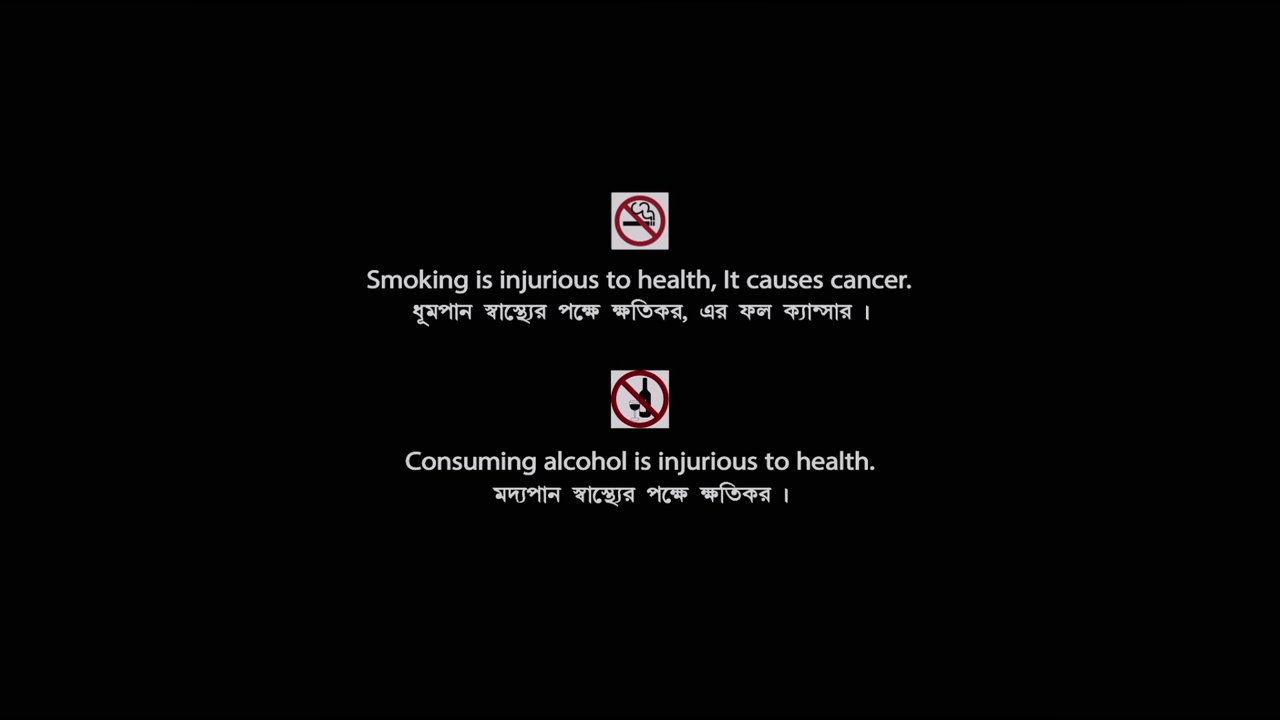 Smoking is injurious to health, It causes cancer.
ধূমপান স্বাস্থ্যের পক্ষে ক্ষতিকর, এর ফল ক্যান্সার ।
Consuming alcohol is injurious to health.
মদ্যপান স্বাস্থ্যের পক্ষে ক্ষতিকর ।